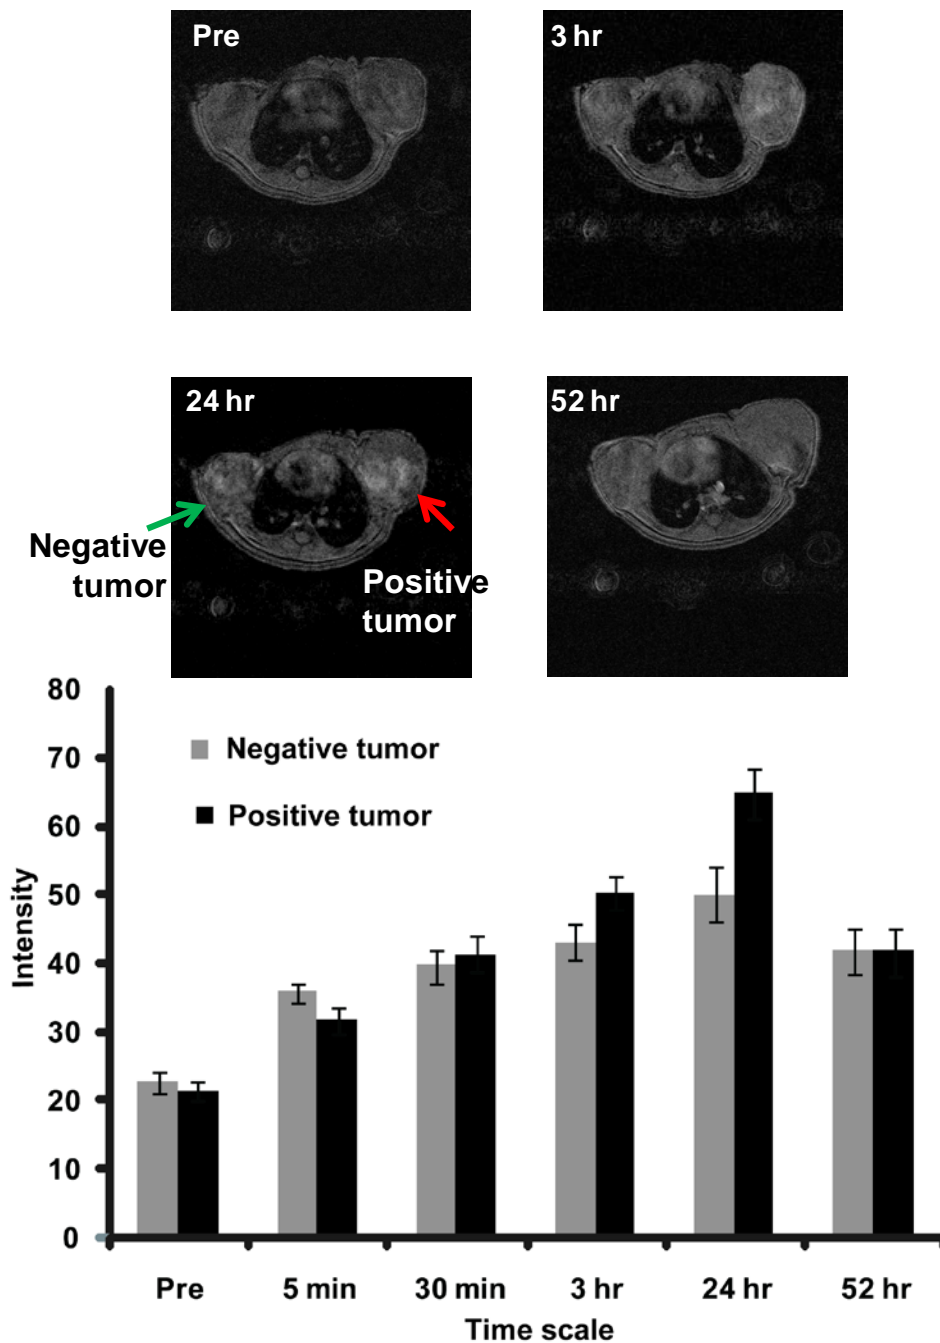 Pre
3 hr
24 hr
52 hr
Negative
tumor
Positive
tumor
80
70
60
50
40
30
20
10
0
Intensity
Negative tumor
Positive tumor
Pre
5 min
30 min
3 hr
24 hr
52 hr
Time scale